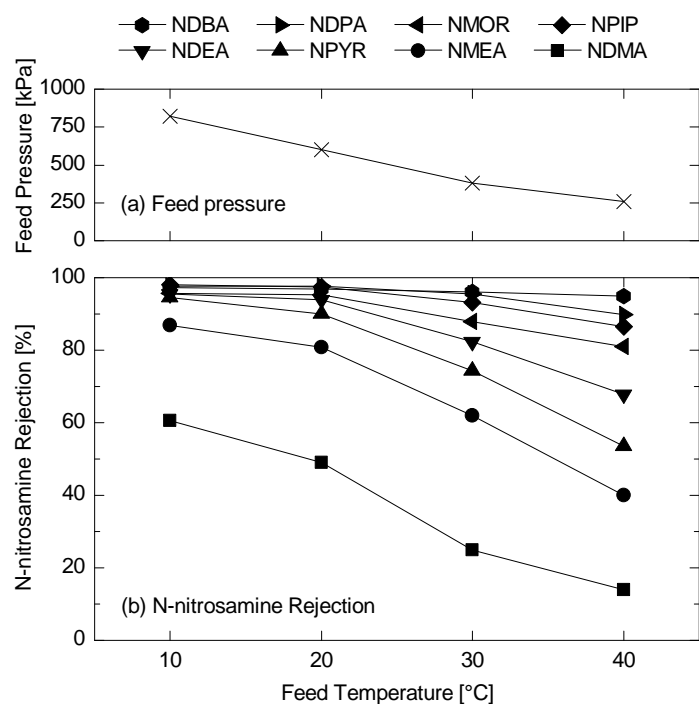 NDBA NDPA NMOR NPIP
NDEA NPYR NMEA NDMA
Feed Pressure [kPa]
1000
750
500
250
0
(a) Feed pressure
N-nitrosamine Rejection [%]
100
80
60
40
20
0
(b) N-nitrosamine Rejection
10 20 30 40
Feed Temperature [°C]